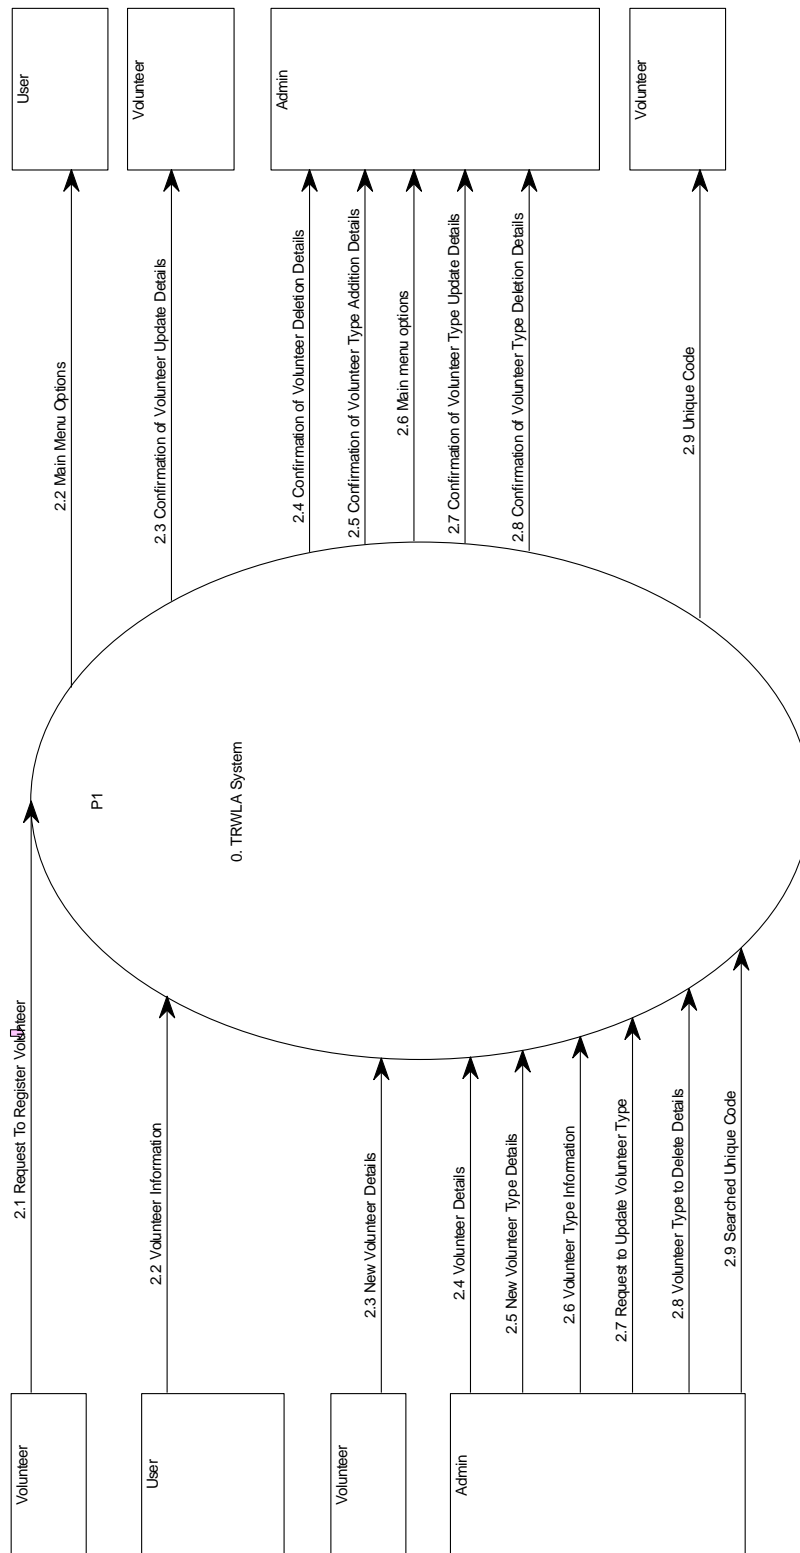 Volunteer
2.1 Request To Register Volunteer
User
2.2 Volunteer Information
Volunteer
2.3 New Volunteer Details
Admin
2.4 Volunteer Details
2.5 New Volunteer Type Details
2.6 Volunteer Type Information
2.7 Request to Update Volunteer Type
2.8 Volunteer Type to Delete Details
2.9 Searched Unique Code
P1
0. TRWLA System
2.2 Main Menu Options
User
2.3 Confirmation of Volunteer Update Details
Volunteer
2.4 Confirmation of Volunteer Deletion Details
2.5 Confirmation of Volunteer Type Addition Details
2.6 Main menu options
2.7 Confirmation of Volunteer Type Update Details
2.8 Confirmation of Volunteer Type Deletion Details
Admin
2.9 Unique Code
Volunteer